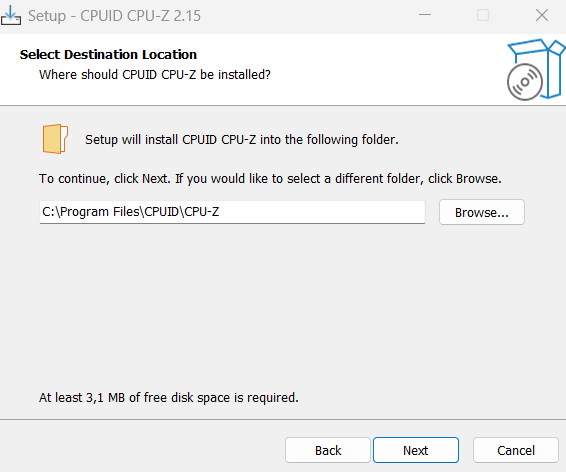 Setup - CPUID CPU-Z 2.15
Select Destination Location
Where should CPUID CPU-Z be installed?
Setup will install CPUID CPU-Z into the following folder.
To continue, click Next. If you would like to select a different folder, click Browse.
C:\Program Files\CPUID\CPU-Z
Browse...
At least 3,1 MB of free disk space is required.
Back
Next
Cancel